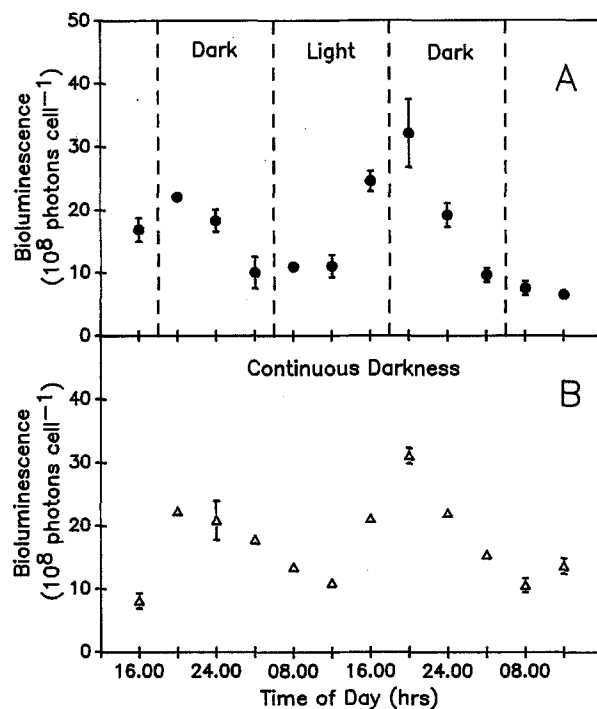 50
Dark
Light
Dark
A
40
30
20
10
0
Bioluminescence
(10⁸ photons cell⁻¹)
Continuous Darkness
B
40
30
20
10
0
Bioluminescence
(10⁸ photons cell⁻¹)
16.00
24.00
08.00
16.00
24.00
08.00
Time of Day (hrs)